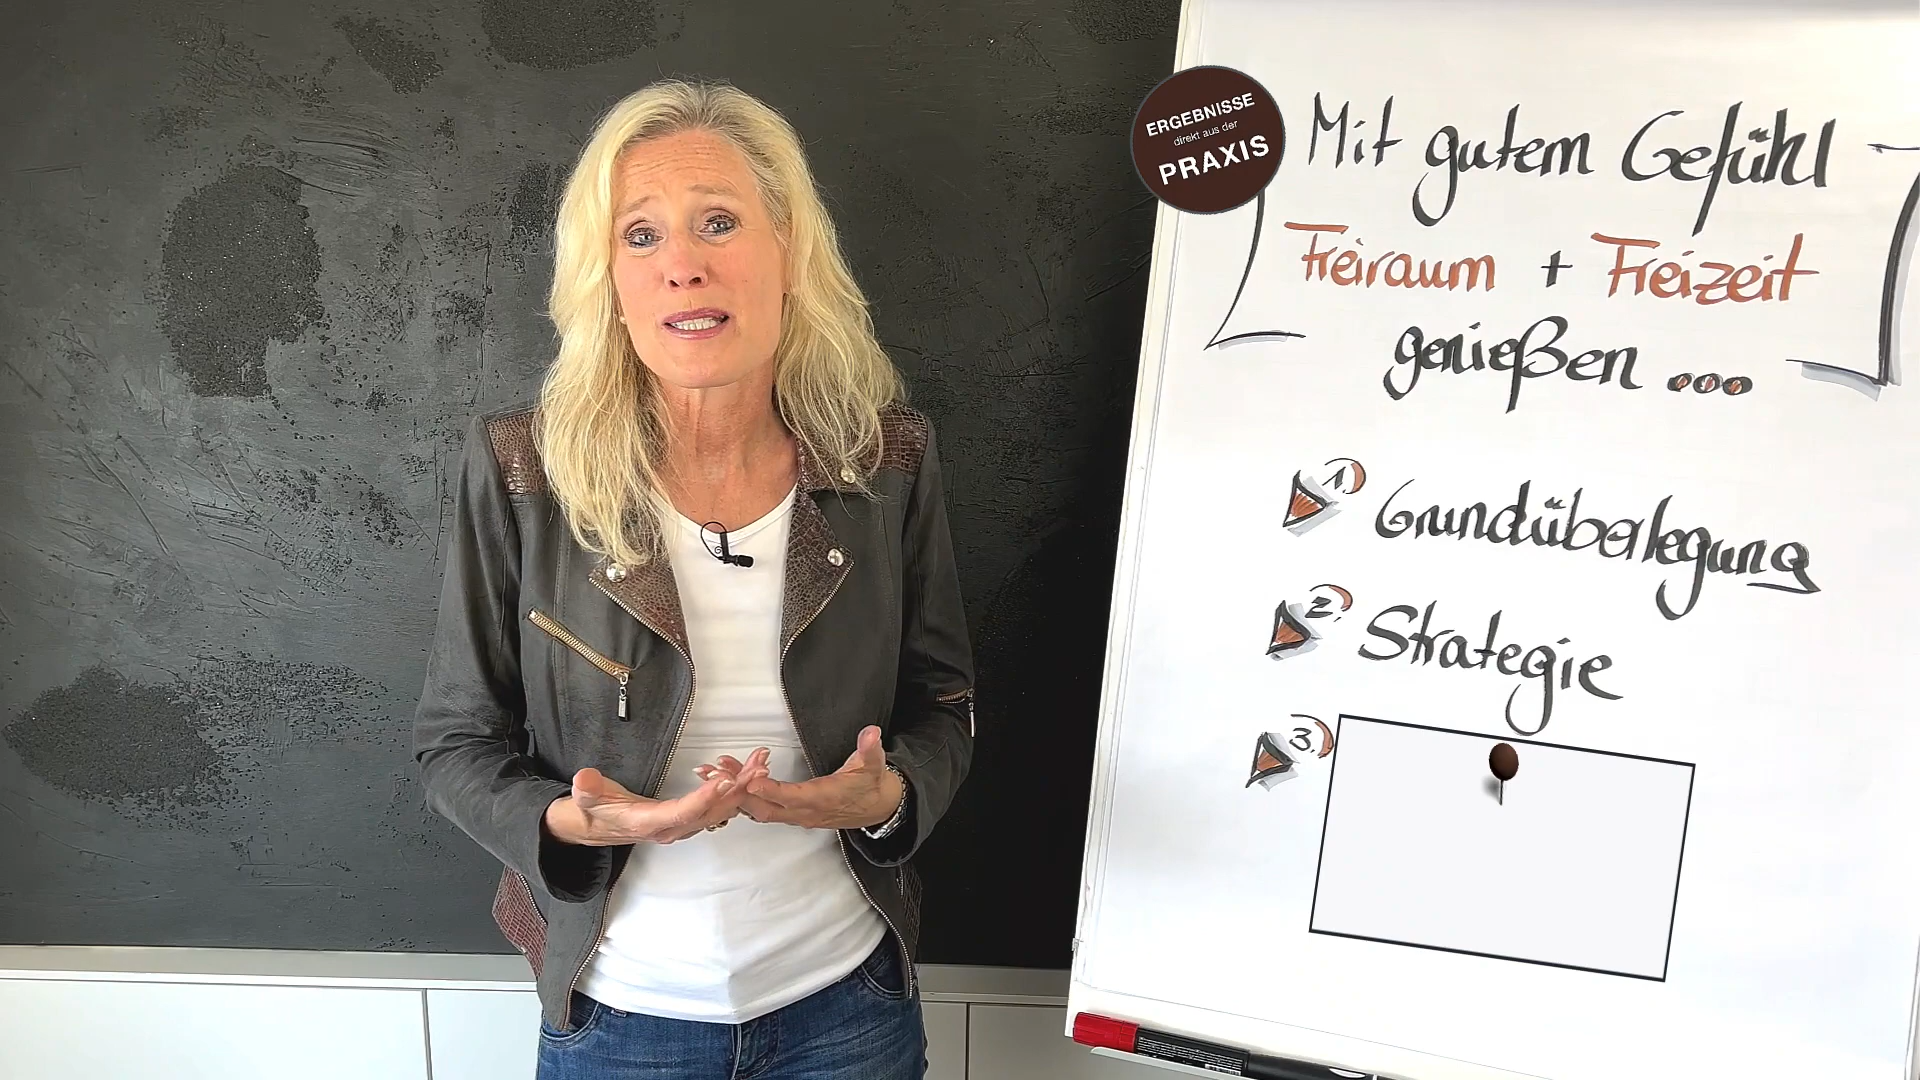 ERGEBNISSE
direkt aus der
PRAXIS
Mit gutem Gefühl
Freiraum + Freizeit
genießen ...
1. Grundüberlegung
2. Strategie
3.